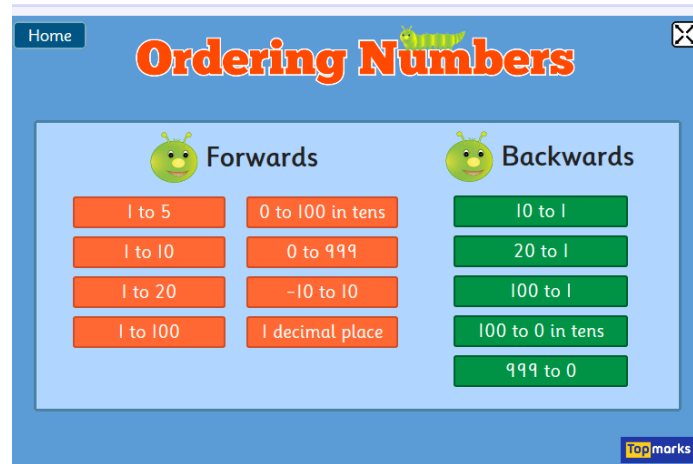 Home
Ordering Numbers
Forwards
1 to 5
1 to 10
1 to 20
1 to 100
0 to 100 in tens
0 to 999
-10 to 10
1 decimal place
Backwards
10 to 1
20 to 1
100 to 1
100 to 0 in tens
999 to 0
Topmarks